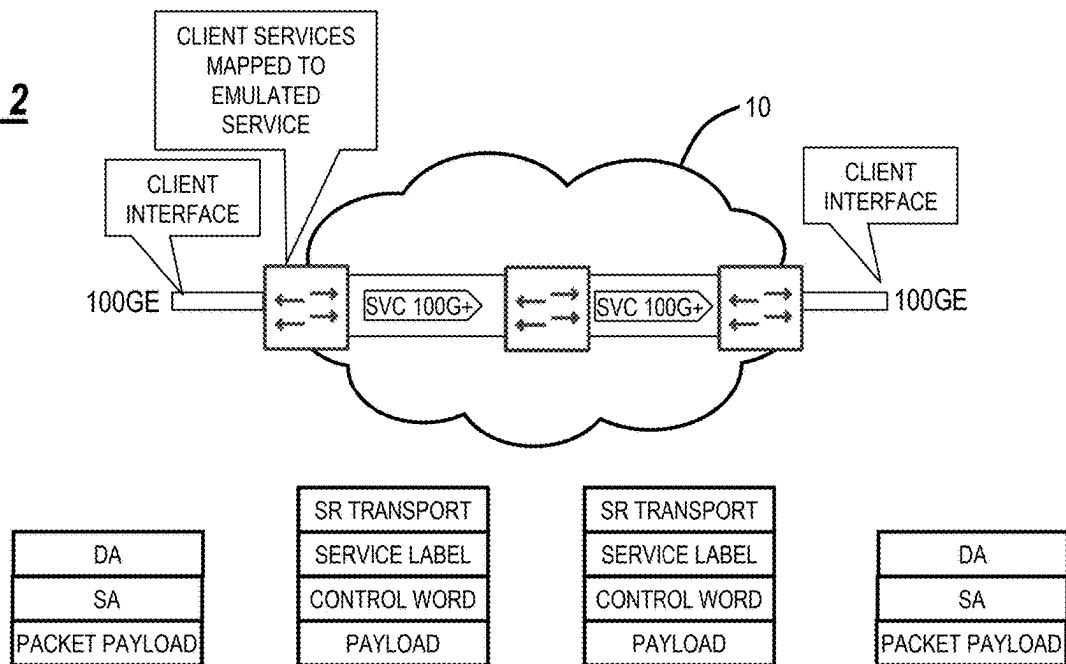 2
CLIENT SERVICES
MAPPED TO
EMULATED
SERVICE
10
CLIENT
INTERFACE
CLIENT
INTERFACE
100GE
SVC 100G+
SVC 100G+
100GE
SR TRANSPORT
SERVICE LABEL
CONTROL WORD
PAYLOAD
SR TRANSPORT
SERVICE LABEL
CONTROL WORD
PAYLOAD
DA
SA
PACKET PAYLOAD
DA
SA
PACKET PAYLOAD